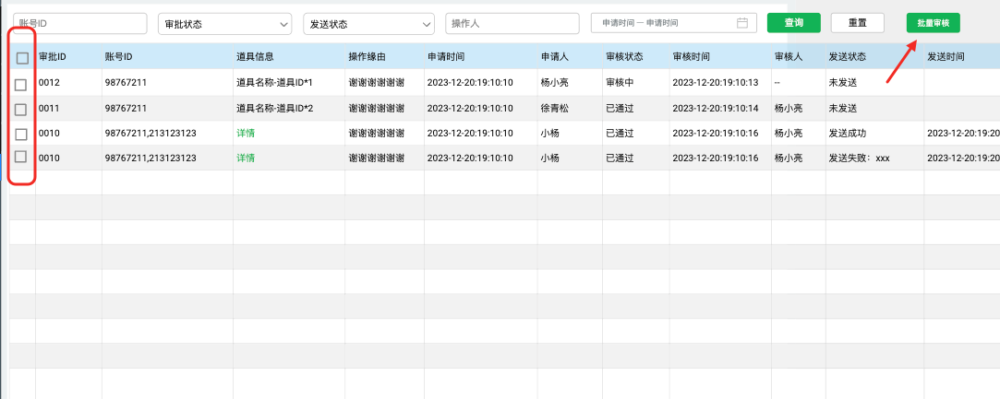 账号ID 审批状态 发送状态 操作人 申请时间 — 申请时间 查询 重置 批量审核
审批ID 账号ID 道具信息 操作缘由 申请时间 申请人 审核状态 审核时间 审核人 发送状态 发送时间
0012 98767211 道具名称-道具ID*1 谢谢谢谢谢谢 2023-12-20:19:10:10 杨小亮 审核中 2023-12-20:19:10:13 -- 未发送
0011 98767211 道具名称-道具ID*2 谢谢谢谢谢谢 2023-12-20:19:10:10 徐青松 已通过 2023-12-20:19:10:14 杨小亮 未发送
0010 98767211,213123123 详情 谢谢谢谢谢谢 2023-12-20:19:10:10 小杨 已通过 2023-12-20:19:10:16 杨小亮 发送成功 2023-12-20:19:20
0010 98767211,213123123 详情 谢谢谢谢谢谢 2023-12-20:19:10:10 小杨 已通过 2023-12-20:19:10:16 杨小亮 发送失败：xxx 2023-12-20:19:20